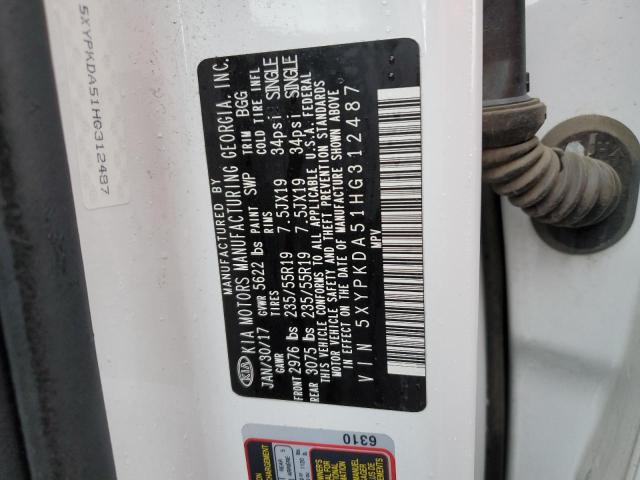 MANUFACTURED BY
KIA KIA MOTORS MANUFACTURING GEORGIA, INC.
JAN/30/17 PAINT SWP TRIM BGG
GVWR 5622 lbs
GAWR TIRES RIMS COLD TIRE INFL
FRONT 2976 lbs 235/55R19 7.5JX19 34psi SINGLE
REAR 3075 lbs 235/55R19 7.5JX19 34psi SINGLE
THIS VEHICLE CONFORMS TO ALL APPLICABLE U.S.A. FEDERAL
MOTOR VEHICLE SAFETY AND THEFT PREVENTION STANDARDS
IN EFFECT ON THE DATE OF MANUFACTURE SHOWN ABOVE.
VIN 5XYPKDA51HG312487
MPV
5XYPKDA51HG312487
6310
REAR